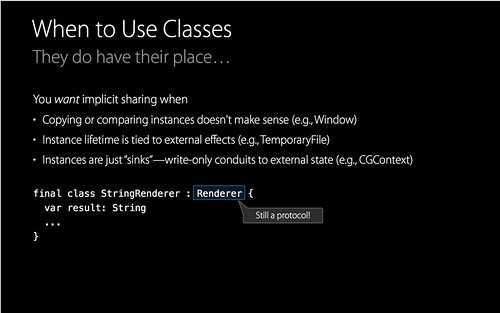 When to Use Classes
They do have their place…
You want implicit sharing when
• Copying or comparing instances doesn't make sense (e.g., Window)
• Instance lifetime is tied to external effects (e.g., TemporaryFile)
• Instances are just “sinks”—write-only conduits to external state (e.g., CGContext)
final class StringRenderer : Renderer {
var result: String
...
}
Still a protocol!